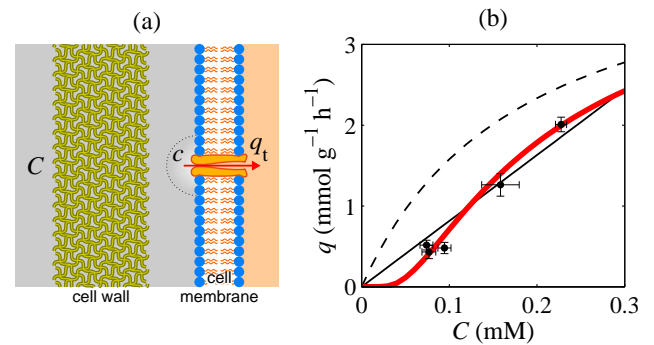 (a)
C
c
q_t
cell
cell wall
membrane
(b)
q (mmol g⁻¹ h⁻¹)
3
2
1
0
0
0.1
0.2
0.3
C (mM)